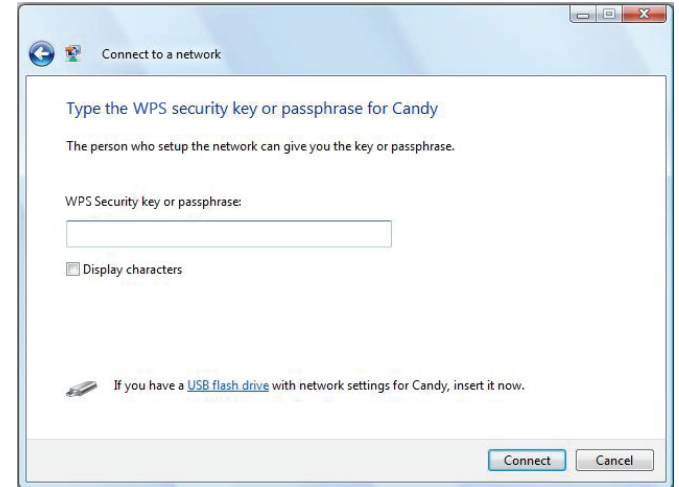 Connect to a network
Type the WPS security key or passphrase for Candy
The person who setup the network can give you the key or passphrase.
WPS Security key or passphrase:
Display characters
If you have a USB flash drive with network settings for Candy, insert it now.
Connect
Cancel